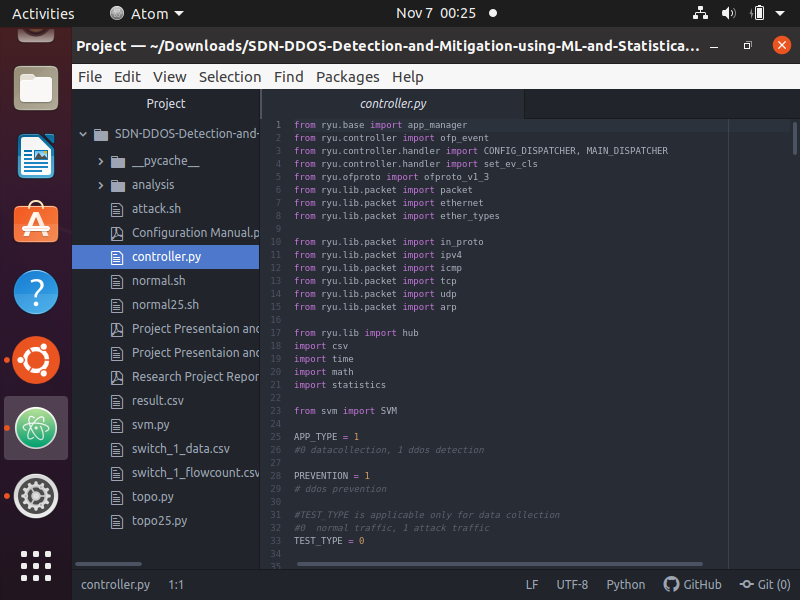 Activities
Atom
Nov 7 00:25
Project — ~/Downloads/SDN-DDOS-Detection-and-Mitigation-using-ML-and-Statistica…
File Edit View Selection Find Packages Help
Project
SDN-DDOS-Detection-and-
__pycache__
analysis
attack.sh
Configuration Manual.p
controller.py
normal.sh
normal25.sh
Project Presentaion and
Project Presentaion and
Research Project Repor
result.csv
svm.py
switch_1_data.csv
switch_1_flowcount.csv
topo.py
topo25.py
controller.py
1 from ryu.base import app_manager
2 from ryu.controller import ofp_event
3 from ryu.controller.handler import CONFIG_DISPATCHER, MAIN_DISPATCHER
4 from ryu.controller.handler import set_ev_cls
5 from ryu.ofproto import ofproto_v1_3
6 from ryu.lib.packet import packet
7 from ryu.lib.packet import ethernet
8 from ryu.lib.packet import ether_types
9
10 from ryu.lib.packet import in_proto
11 from ryu.lib.packet import ipv4
12 from ryu.lib.packet import icmp
13 from ryu.lib.packet import tcp
14 from ryu.lib.packet import udp
15 from ryu.lib.packet import arp
16
17 from ryu.lib import hub
18 import csv
19 import time
20 import math
21 import statistics
22
23 from svm import SVM
24
25 APP_TYPE = 1
26 #0 datacollection, 1 ddos detection
27
28 PREVENTION = 1
29 # ddos prevention
30
31 #TEST_TYPE is applicable only for data collection
32 #0  normal traffic, 1 attack traffic
33 TEST_TYPE = 0
34
35
controller.py 1:1
LF UTF-8 Python GitHub Git (0)